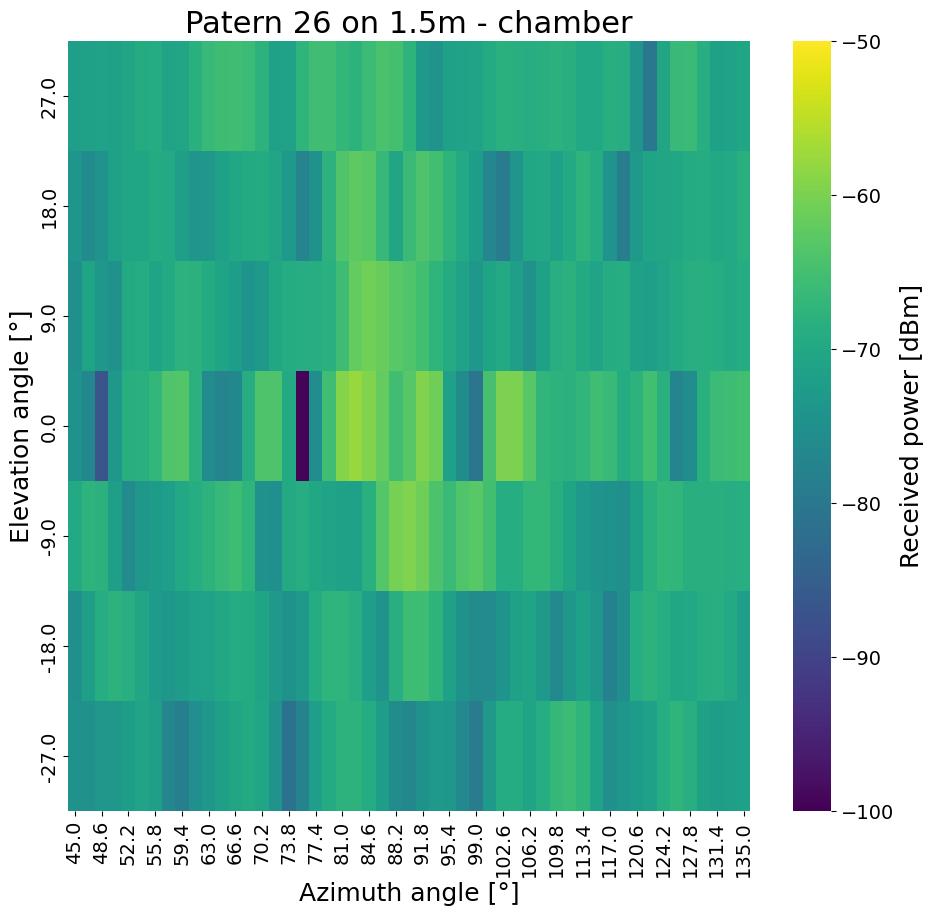 Patern 26 on 1.5m - chamber
Elevation angle [°]
27.0
18.0
9.0
0.0
-9.0
-18.0
-27.0
45.0 48.6 52.2 55.8 59.4 63.0 66.6 70.2 73.8 77.4 81.0 84.6 88.2 91.8 95.4 99.0 102.6 106.2 109.8 113.4 117.0 120.6 124.2 127.8 131.4 135.0
Azimuth angle [°]
−50
−60
−70
−80
−90
−100
Received power [dBm]